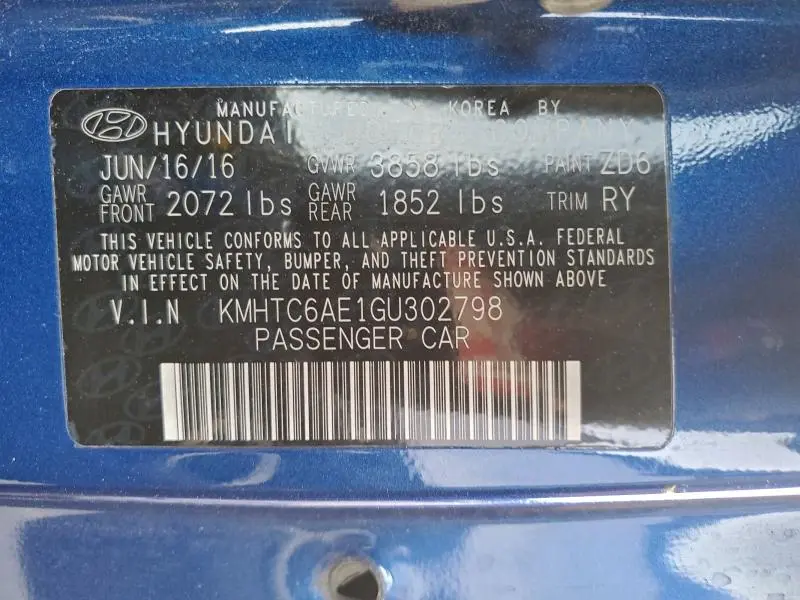 MANUFACTURED BY KOREA BY
HYUNDAI COMPANY
JUN/16/16 GVWR 3858 lbs PAINT ZD6
GAWR FRONT 2072 lbs GAWR REAR 1852 lbs TRIM RY
THIS VEHICLE CONFORMS TO ALL APPLICABLE U.S.A. FEDERAL
MOTOR VEHICLE SAFETY, BUMPER, AND THEFT PREVENTION STANDARDS
IN EFFECT ON THE DATE OF MANUFACTURE SHOWN ABOVE
V.I.N KMHTC6AE1GU302798
PASSENGER CAR